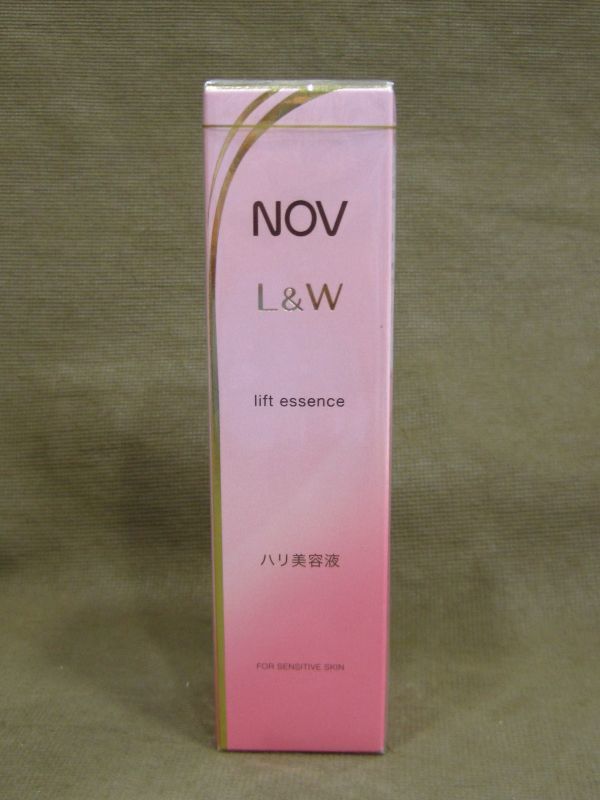 NOV
L&W
lift essence
ハリ美容液
FOR SENSITIVE SKIN